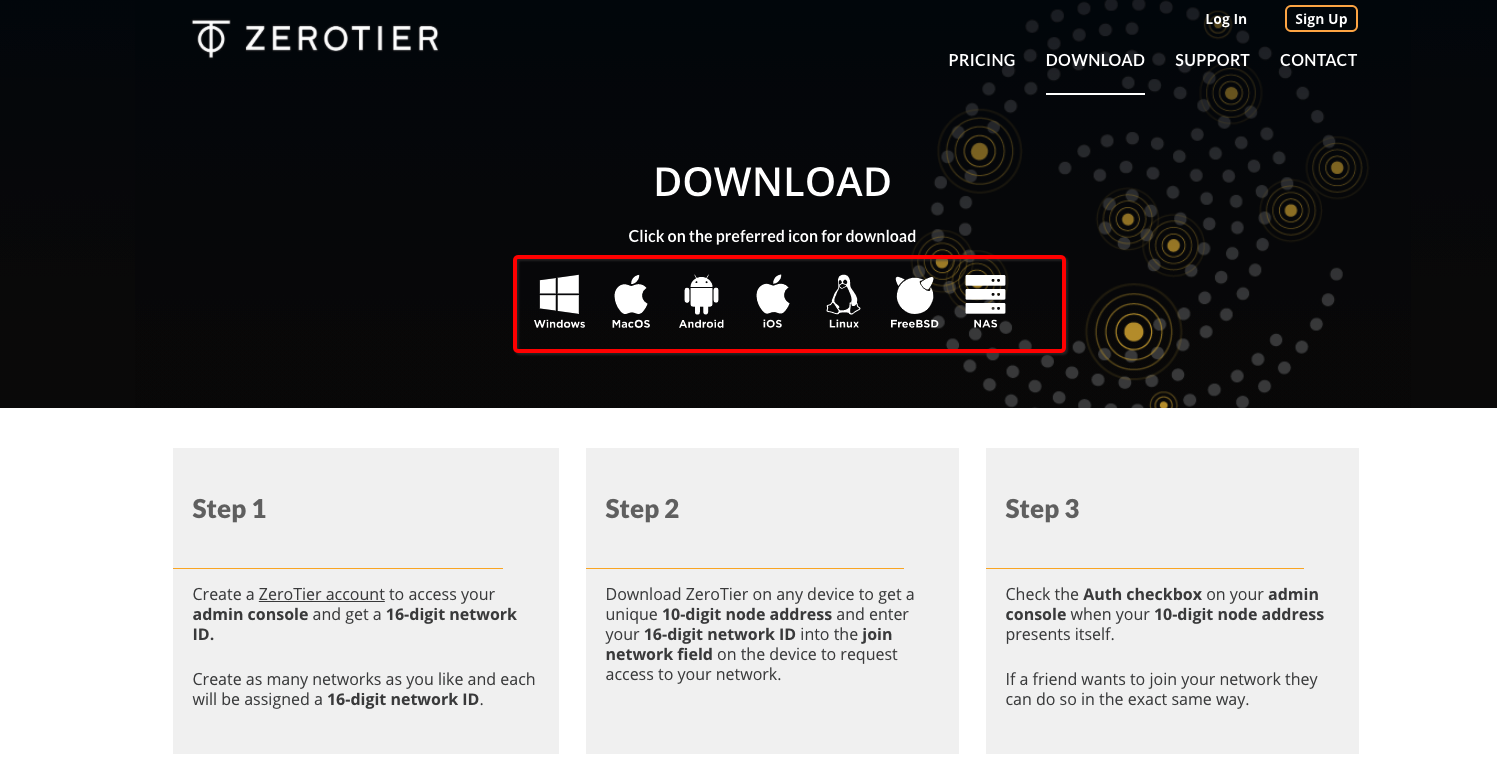 ZEROTIER
Log In
Sign Up
PRICING
DOWNLOAD
SUPPORT
CONTACT
DOWNLOAD
Click on the preferred icon for download
Windows
MacOS
Android
iOS
Linux
FreeBSD
NAS
Step 1
Create a ZeroTier account to access your
admin console and get a 16-digit network
ID.
Create as many networks as you like and each
will be assigned a 16-digit network ID.
Step 2
Download ZeroTier on any device to get a
unique 10-digit node address and enter
your 16-digit network ID into the join
network field on the device to request
access to your network.
Step 3
Check the Auth checkbox on your admin
console when your 10-digit node address
presents itself.
If a friend wants to join your network they
can do so in the exact same way.